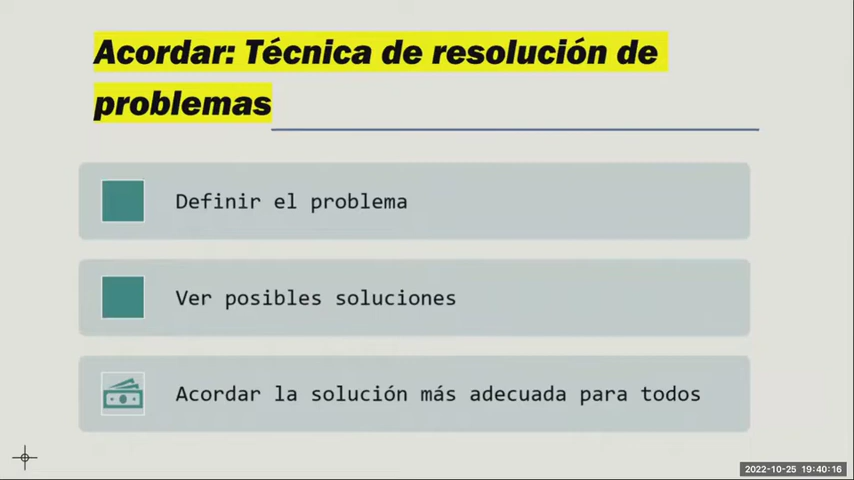 Acordar: Técnica de resolución de
problemas
Definir el problema
Ver posibles soluciones
Acordar la solución más adecuada para todos
2022-10-25 19:40:16